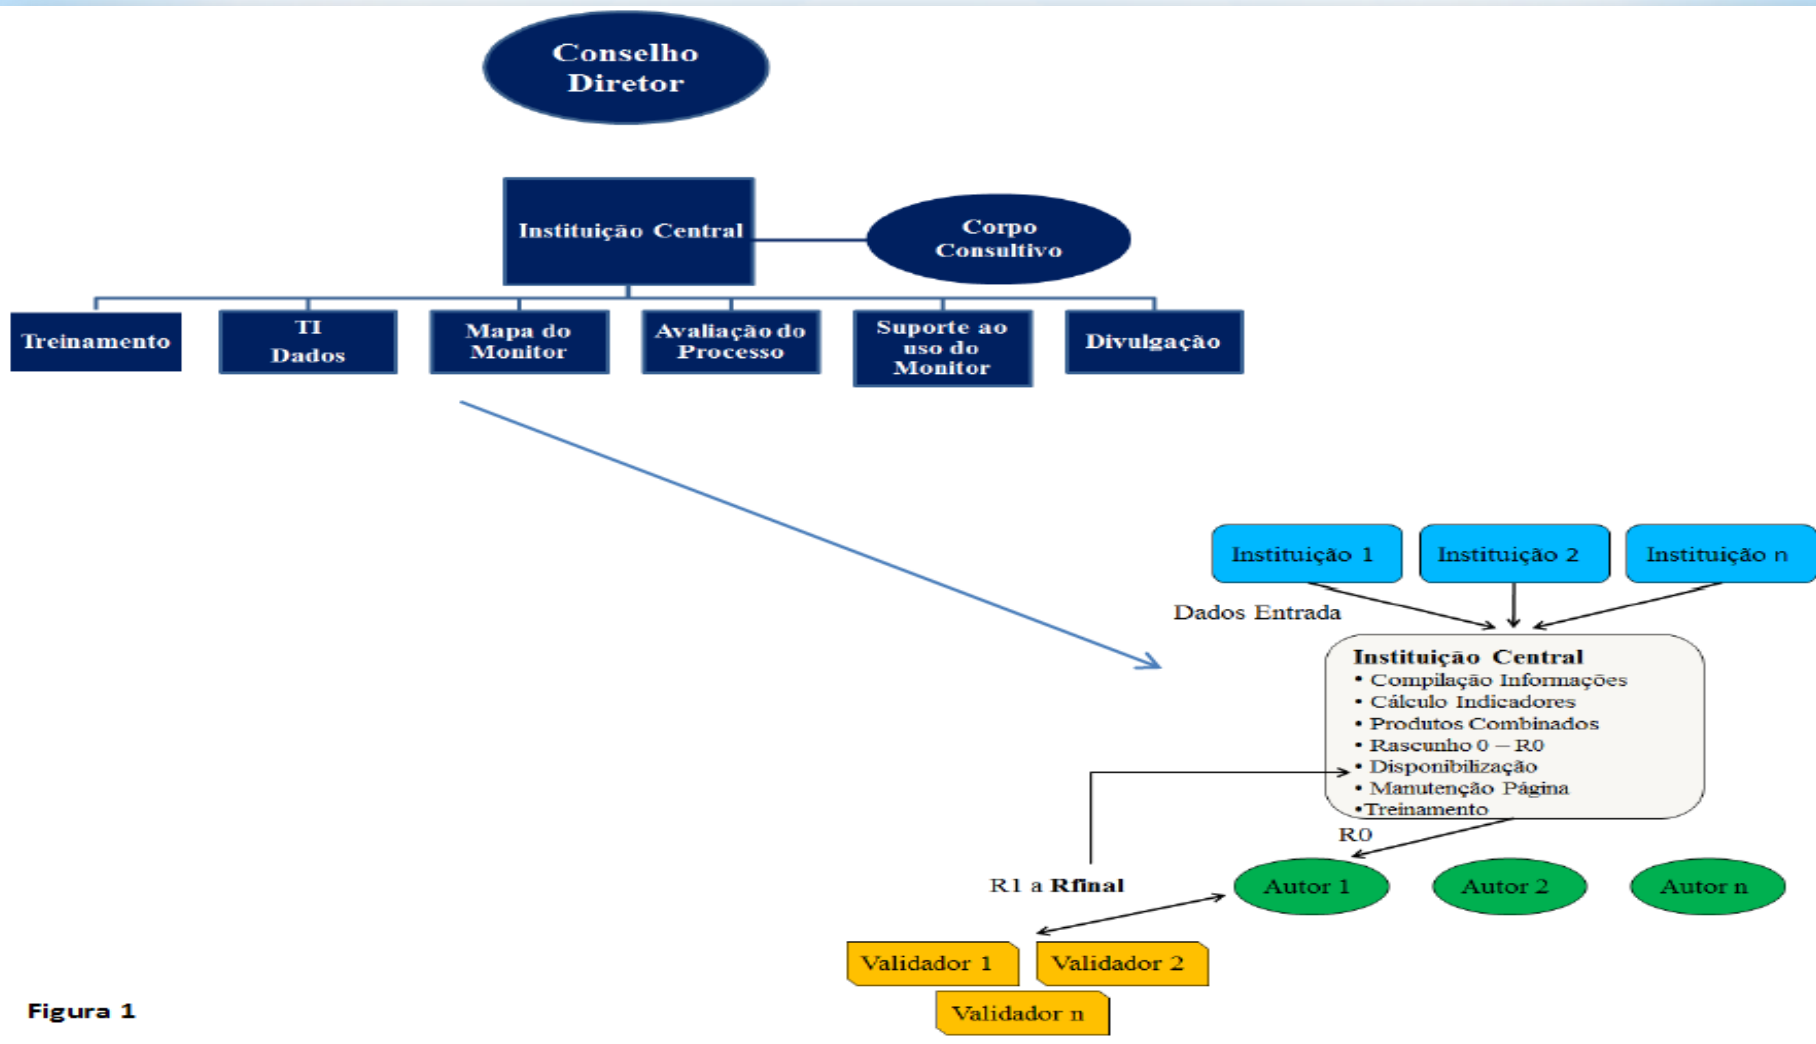 Conselho
Diretor
Instituição Central
Corpo
Consultivo
Treinamento
TI
Dados
Mapa do
Monitor
Avaliação do
Processo
Suporte ao
uso do
Monitor
Divulgação
Instituição 1
Instituição 2
Instituição n
Dados Entrada
Instituição Central
• Compilação Informações
• Cálculo Indicadores
• Produtos Combinados
• Rascunho 0 – R0
• Disponibilização
• Manutenção Página
•Treinamento
R0
R1 a Rfinal
Autor 1
Autor 2
Autor n
Validador 1
Validador 2
Validador n
Figura 1